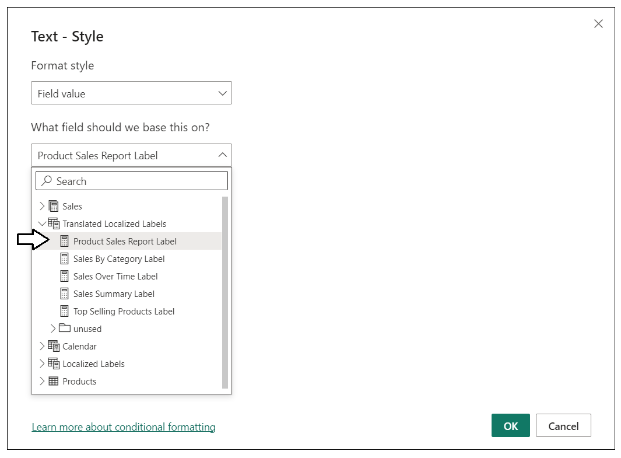 Text - Style
Format style
Field value
What field should we base this on?
Product Sales Report Label
Search
Sales
Translated Localized Labels
Product Sales Report Label
Sales By Category Label
Sales Over Time Label
Sales Summary Label
Top Selling Products Label
unused
Calendar
Localized Labels
Products
Learn more about conditional formatting
OK
Cancel